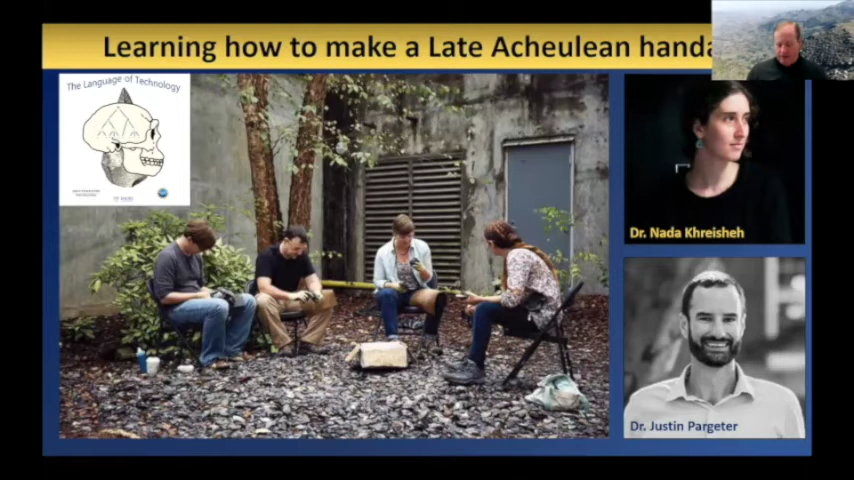 Learning how to make a Late Acheulean handa
The Language of Technology
Dr. Nada Khreisheh
Dr. Justin Pargeter